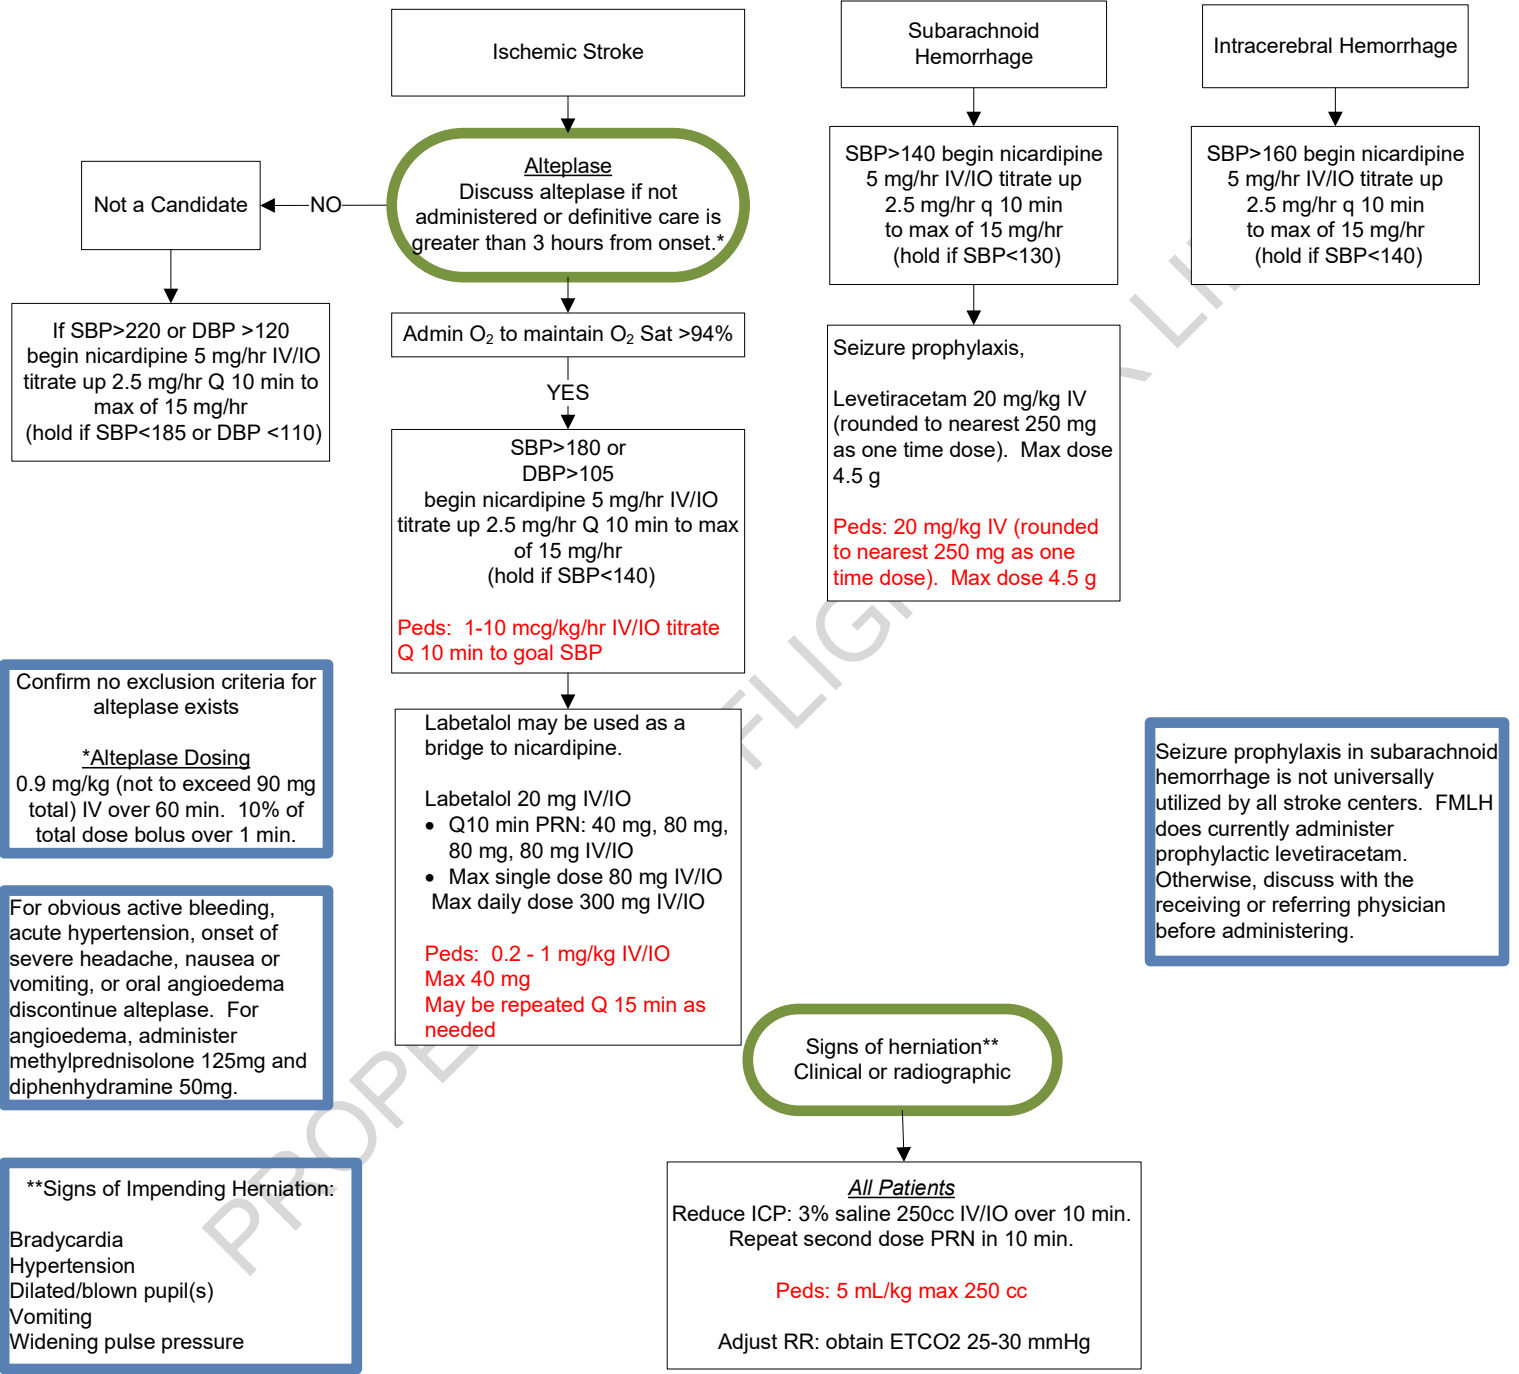 Ischemic Stroke
Subarachnoid
Hemorrhage
Intracerebral Hemorrhage
Alteplase
Discuss alteplase if not
administered or definitive care is
greater than 3 hours from onset.*
NO
Not a Candidate
SBP>140 begin nicardipine
5 mg/hr IV/IO titrate up
2.5 mg/hr q 10 min
to max of 15 mg/hr
(hold if SBP<130)
SBP>160 begin nicardipine
5 mg/hr IV/IO titrate up
2.5 mg/hr q 10 min
to max of 15 mg/hr
(hold if SBP<140)
If SBP>220 or DBP >120
begin nicardipine 5 mg/hr IV/IO
titrate up 2.5 mg/hr Q 10 min to
max of 15 mg/hr
(hold if SBP<185 or DBP <110)
Admin O₂ to maintain O₂ Sat >94%
YES
SBP>180 or
DBP>105
begin nicardipine 5 mg/hr IV/IO
titrate up 2.5 mg/hr Q 10 min to max
of 15 mg/hr
(hold if SBP<140)
Peds: 1-10 mcg/kg/hr IV/IO titrate
Q 10 min to goal SBP
Seizure prophylaxis,
Levetiracetam 20 mg/kg IV
(rounded to nearest 250 mg
as one time dose). Max dose
4.5 g
Peds: 20 mg/kg IV (rounded
to nearest 250 mg as one
time dose). Max dose 4.5 g
Confirm no exclusion criteria for
alteplase exists
*Alteplase Dosing
0.9 mg/kg (not to exceed 90 mg
total) IV over 60 min. 10% of
total dose bolus over 1 min.
Labetalol may be used as a
bridge to nicardipine.
Labetalol 20 mg IV/IO
• Q10 min PRN: 40 mg, 80 mg,
80 mg, 80 mg IV/IO
• Max single dose 80 mg IV/IO
Max daily dose 300 mg IV/IO
Peds: 0.2 - 1 mg/kg IV/IO
Max 40 mg
May be repeated Q 15 min as
needed
Seizure prophylaxis in subarachnoid
hemorrhage is not universally
utilized by all stroke centers. FMLH
does currently administer
prophylactic levetiracetam.
Otherwise, discuss with the
receiving or referring physician
before administering.
For obvious active bleeding,
acute hypertension, onset of
severe headache, nausea or
vomiting, or oral angioedema
discontinue alteplase. For
angioedema, administer
methylprednisolone 125mg and
diphenhydramine 50mg.
Signs of herniation**
Clinical or radiographic
**Signs of Impending Herniation:
Bradycardia
Hypertension
Dilated/blown pupil(s)
Vomiting
Widening pulse pressure
All Patients
Reduce ICP: 3% saline 250cc IV/IO over 10 min.
Repeat second dose PRN in 10 min.
Peds: 5 mL/kg max 250 cc
Adjust RR: obtain ETCO2 25-30 mmHg